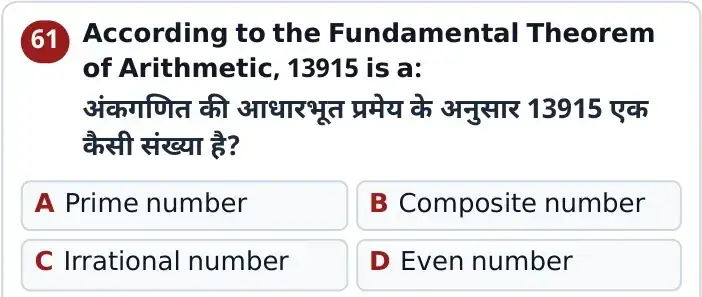 61 According to the Fundamental Theorem
of Arithmetic, 13915 is a:
अंकगणित की आधारभूत प्रमेय के अनुसार 13915 एक
कैसी संख्या है?
A Prime number B Composite number
C Irrational number D Even number